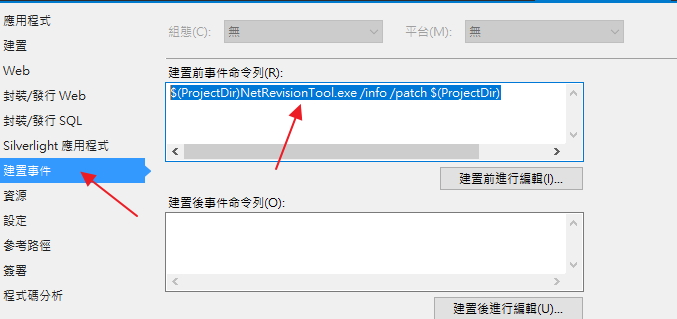 應用程式
建置
Web
封裝/發行 Web
封裝/發行 SQL
Silverlight 應用程式
建置事件
資源
設定
參考路徑
簽署
程式碼分析
組態(C): 無 平台(M): 無
建置前事件命令列(R):
$(ProjectDir)NetRevisionTool.exe /info /patch $(ProjectDir)
建置前進行編輯(I)...
建置後事件命令列(O):
建置後進行編輯(U)...